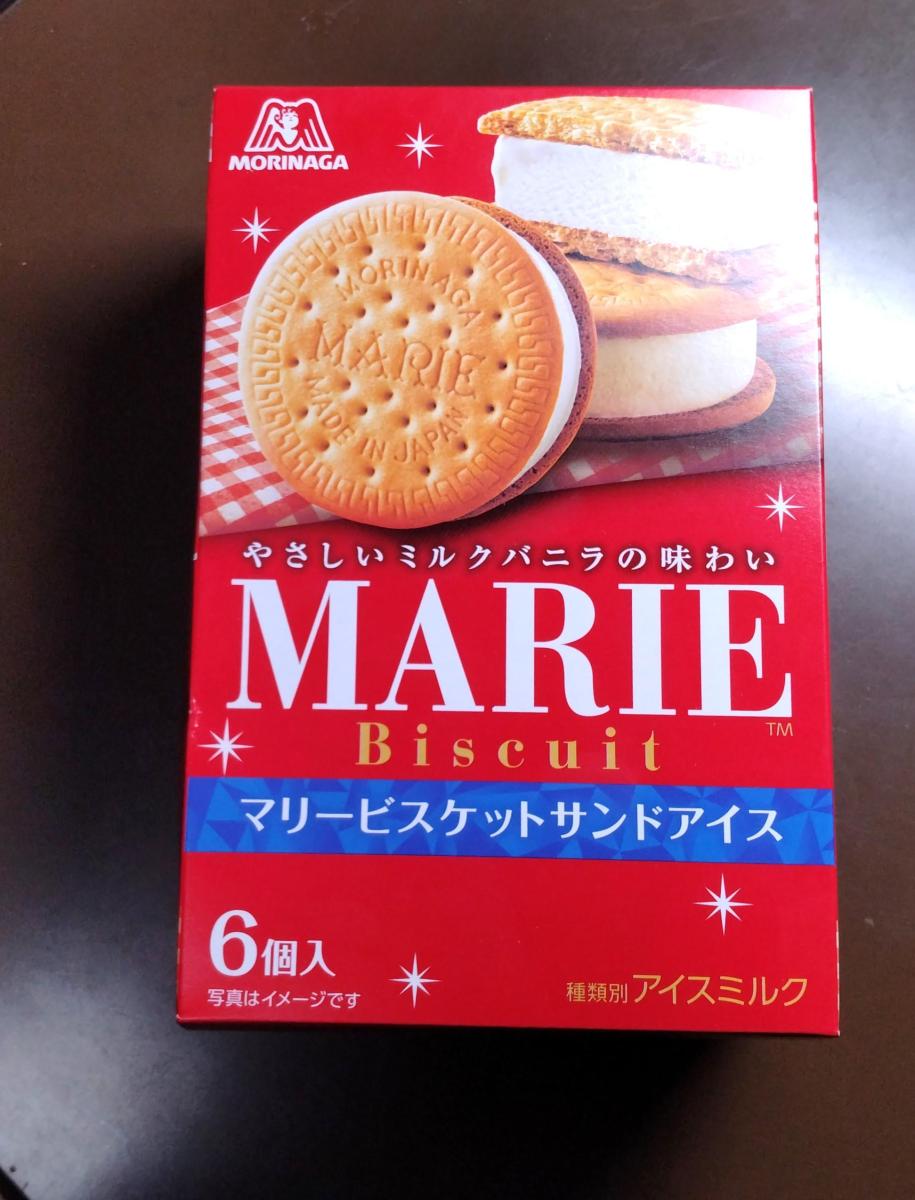 MORINAGA
MORINAGA
MARIE
MADE IN JAPAN
やさしいミルクバニラの味わい
MARIE
TM
Biscuit
マリービスケットサンドアイス
6個入
写真はイメージです
種類別 アイスミルク